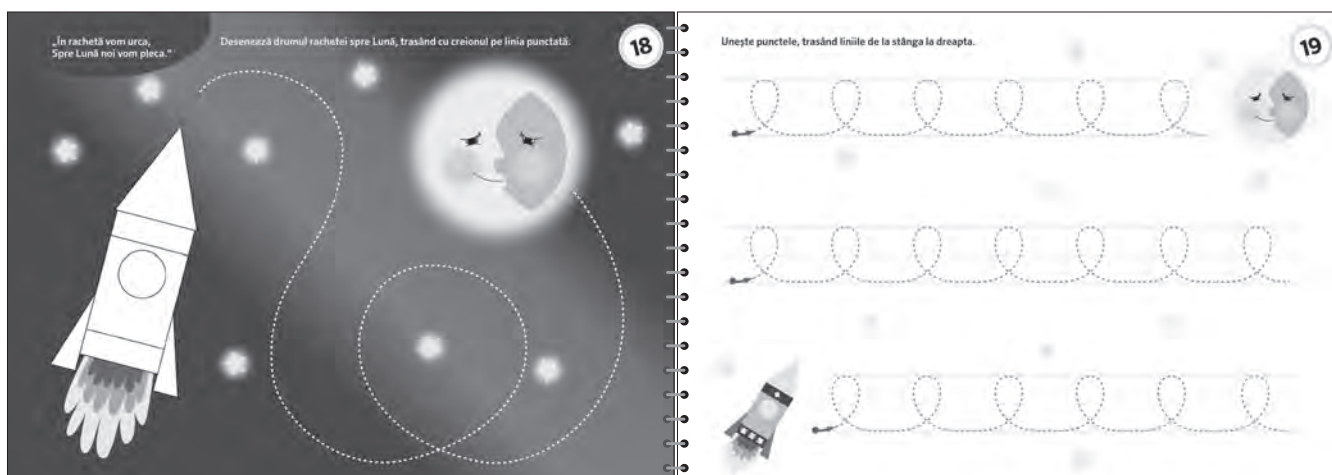 „În rachetă vom urca,
Spre Lună noi vom pleca.“
Desenează drumul rachetei spre Lună, trasând cu creionul pe linia punctată.
18
Unește punctele, trasând liniile de la stânga la dreapta.
19